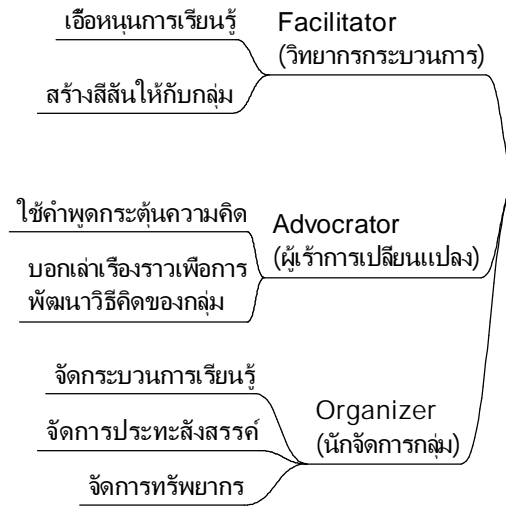 เอื้อหนุนการเรียนรู้
สร้างสีสันให้กับกลุ่ม
Facilitator
(วิทยากรกระบวนการ)
ใช้คำพูดกระตุ้นความคิด
บอกเล่าเรื่องราวเพื่อการ
พัฒนาวิธีคิดของกลุ่ม
Advocrator
(ผู้เร้าการเปลี่ยนแปลง)
จัดกระบวนการเรียนรู้
จัดการประทะสังสรรค์
จัดการทรัพยากร
Organizer
(นักจัดการกลุ่ม)